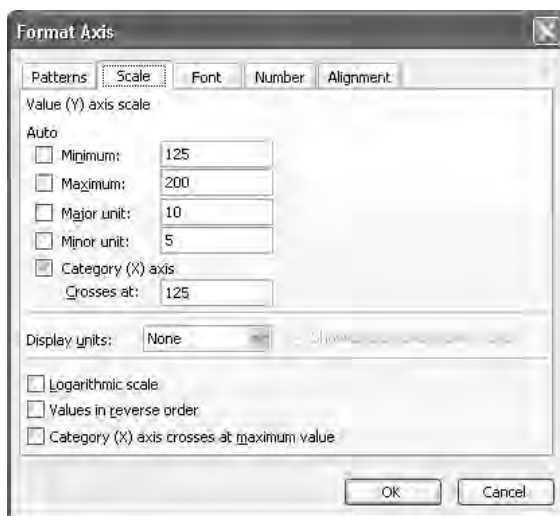 Format Axis
Patterns Scale Font Number Alignment
Value (Y) axis scale
Auto
Minimum: 125
Maximum: 200
Major unit: 10
Minor unit: 5
Category (X) axis
Crosses at: 125
Display units: None
Logarithmic scale
Values in reverse order
Category (X) axis crosses at maximum value
OK Cancel